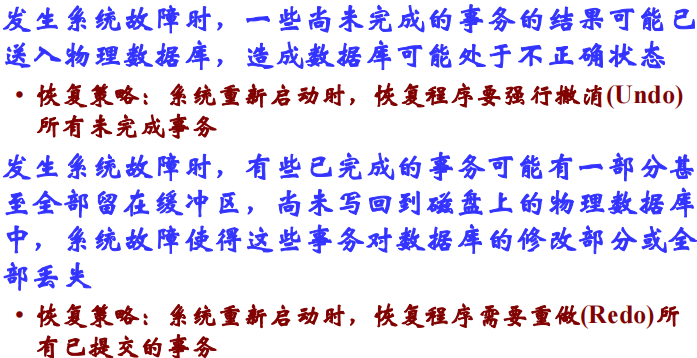 发生系统故障时，一些尚未完成的事务的结果可能已
送入物理数据库，造成数据库可能处于不正确状态
• 恢复策略：系统重新启动时，恢复程序要强行撤消(Undo)
所有未完成事务
发生系统故障时，有些已完成的事务可能有一部分甚
至全部留在缓冲区，尚未写回到磁盘上的物理数据库
中，系统故障使得这些事务对数据库的修改部分或全
部丢失
• 恢复策略：系统重新启动时，恢复程序需要重做(Redo)所
有已提交的事务